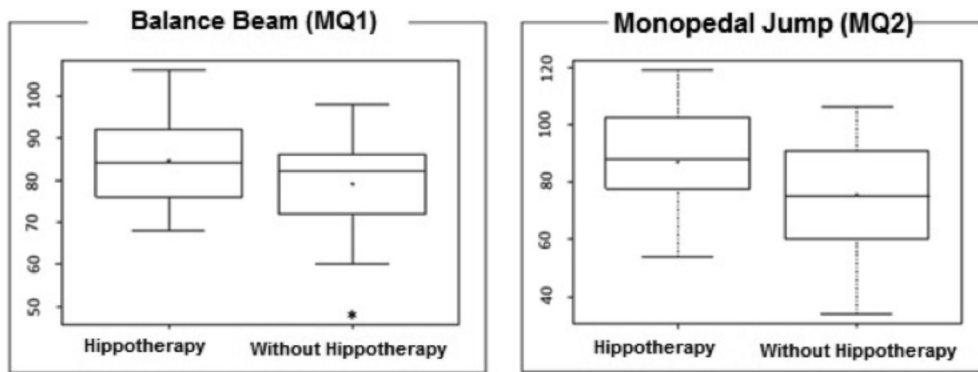 Balance Beam (MQ1)
100
90
80
70
60
50
Hippotherapy
Without Hippotherapy
Monopedal Jump (MQ2)
120
100
80
60
40
Hippotherapy
Without Hippotherapy